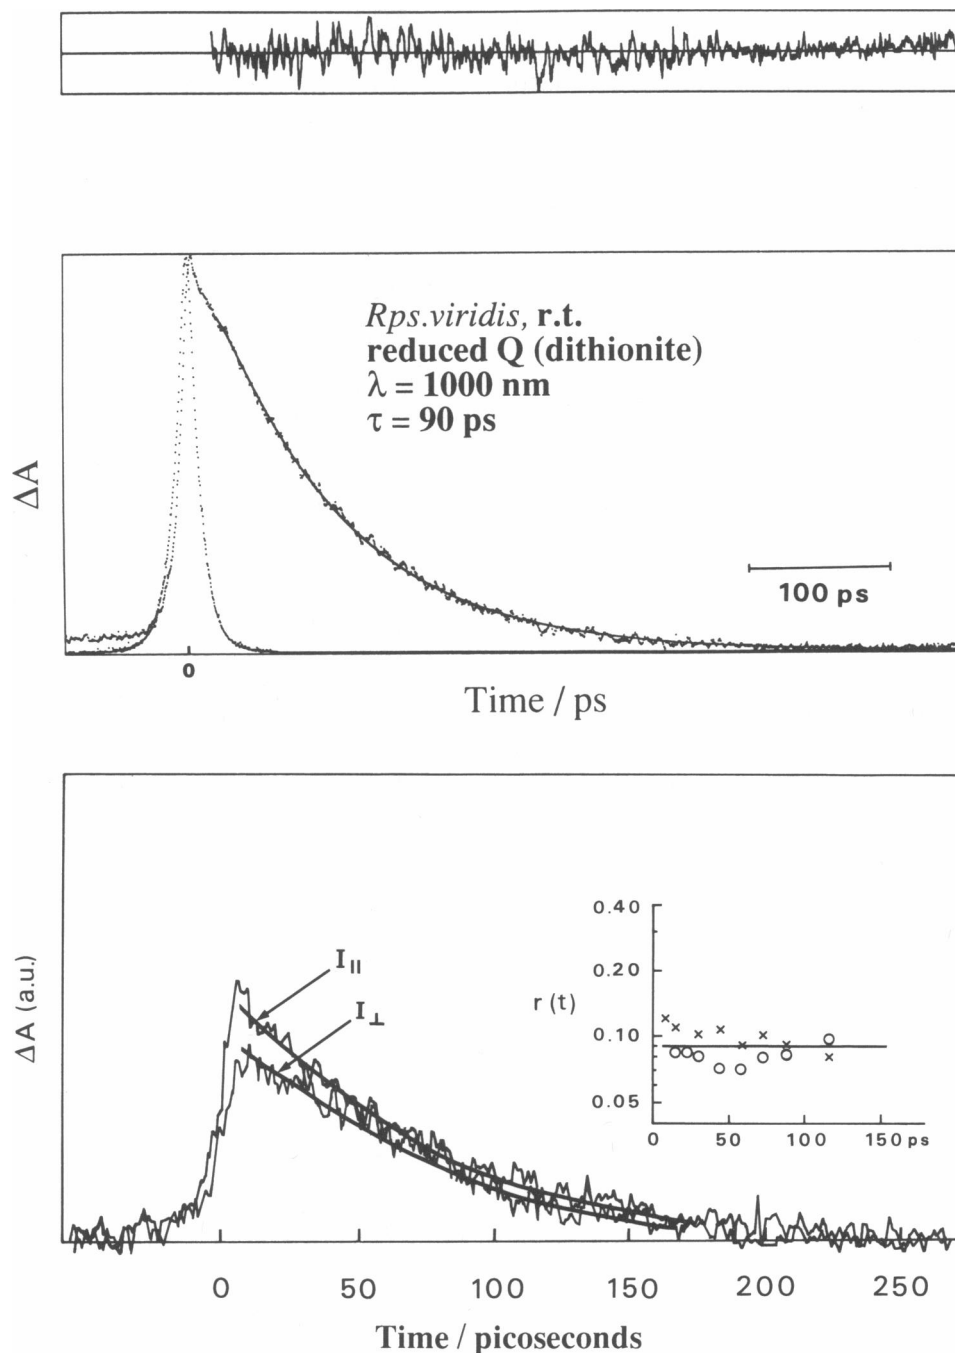 Rps.viridis, r.t.
reduced Q (dithionite)
λ = 1000 nm
τ = 90 ps
ΔA
100 ps
0
Time / ps
ΔA (a.u.)
I||
I⊥
r (t)
0.40
0.20
0.10
0.05
0 50 100 150 ps
0 50 100 150 200 250
Time / picoseconds